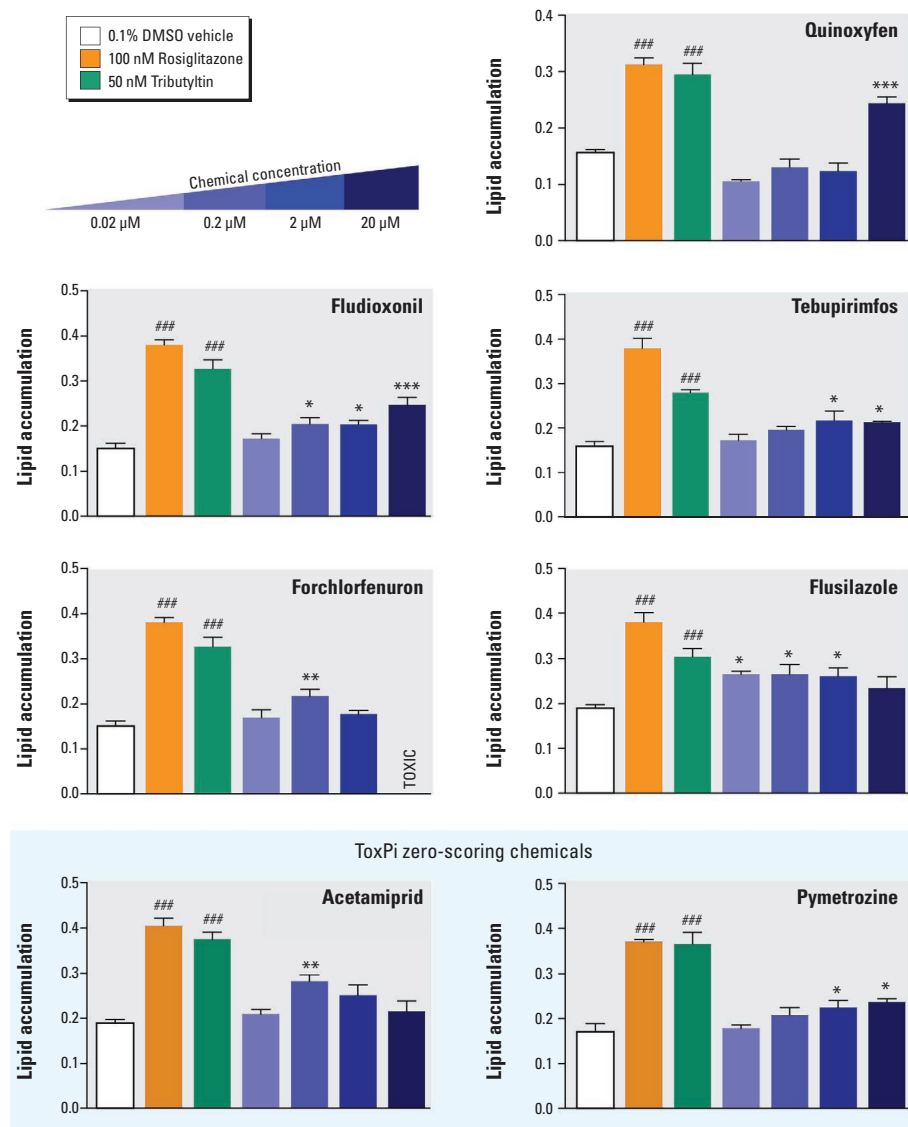 0.1% DMSO vehicle
100 nM Rosiglitazone
50 nM Tributyltin
Chemical concentration
0.02 µM 0.2 µM 2 µM 20 µM
Quinoxyfen
Lipid accumulation
0.4
0.3
0.2
0.1
0.0
### ### ***
Fludioxonil
Lipid accumulation
0.5
0.4
0.3
0.2
0.1
0.0
### ### * * ***
Tebupirimfos
Lipid accumulation
0.5
0.4
0.3
0.2
0.1
0.0
### ### * *
Forchlorfenuron
Lipid accumulation
0.5
0.4
0.3
0.2
0.1
0.0
### ### **
TOXIC
Flusilazole
Lipid accumulation
0.5
0.4
0.3
0.2
0.1
0.0
### ### * * *
ToxPi zero-scoring chemicals
Acetamiprid
Lipid accumulation
0.5
0.4
0.3
0.2
0.1
0.0
### ### **
Pymetrozine
Lipid accumulation
0.5
0.4
0.3
0.2
0.1
0.0
### ### * *